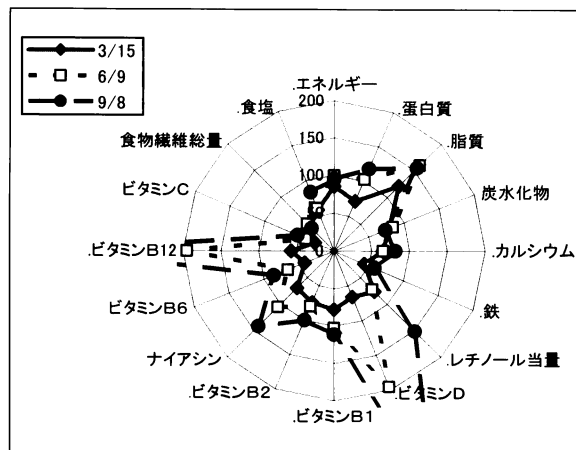 3/15
6/9
9/8
.エネルギー
.蛋白質
.脂質
炭水化物
.カルシウム
.鉄
.レチノール当量
.ビタミンD
.ビタミンB1
.ビタミンB2
ナイアシン
ビタミンB6
.ビタミンB12
ビタミンC
食物繊維総量
.食塩
200
150
100
0